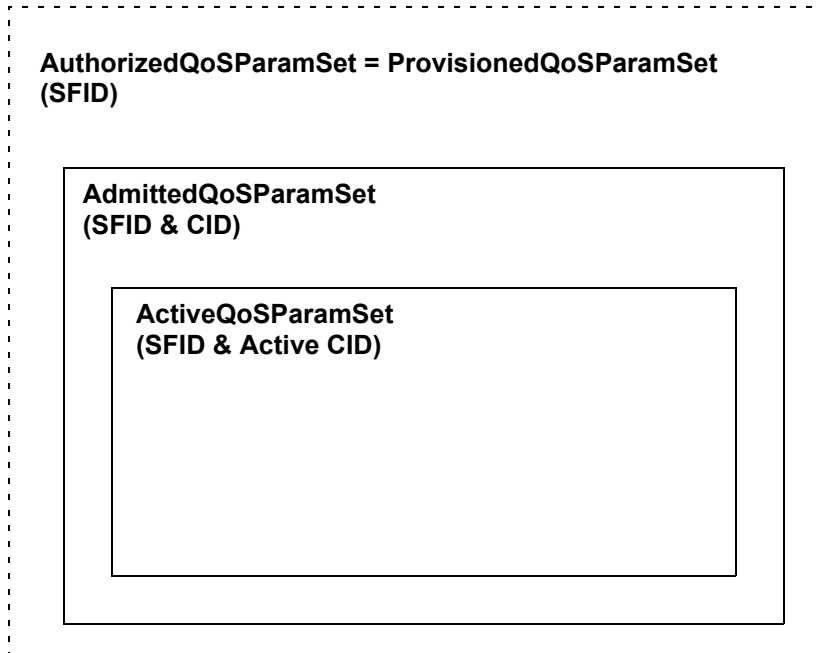 AuthorizedQoSParamSet = ProvisionedQoSParamSet
(SFID)
AdmittedQoSParamSet
(SFID & CID)
ActiveQoSParamSet
(SFID & Active CID)